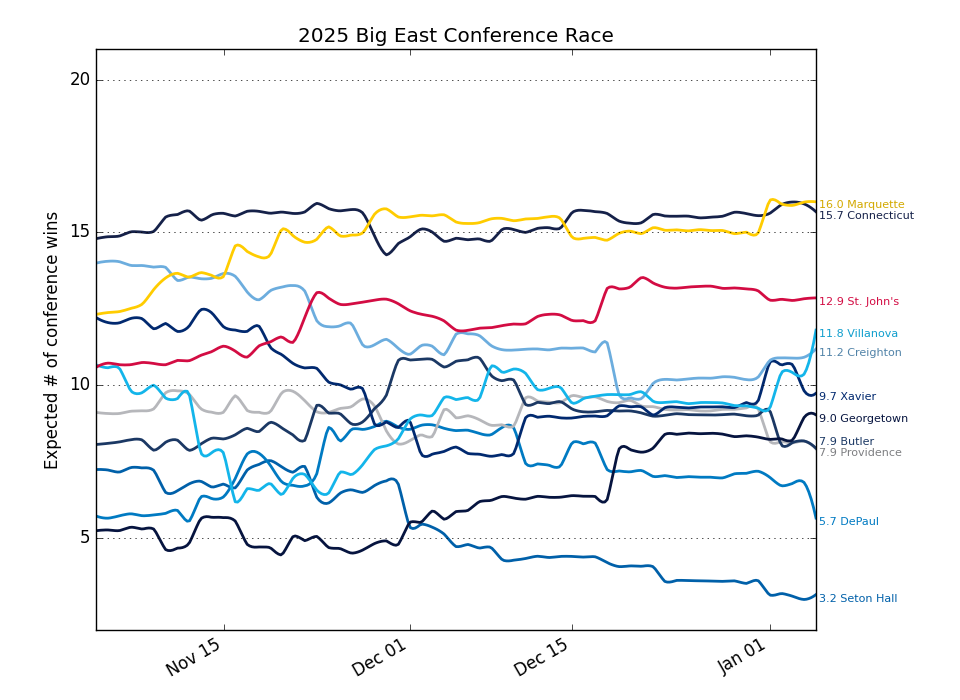 2025 Big East Conference Race
Expected # of conference wins
20
15
10
5
16.0 Marquette
15.7 Connecticut
12.9 St. John's
11.8 Villanova
11.2 Creighton
9.7 Xavier
9.0 Georgetown
7.9 Butler
7.9 Providence
5.7 DePaul
3.2 Seton Hall
Nov 15
Dec 01
Dec 15
Jan 01